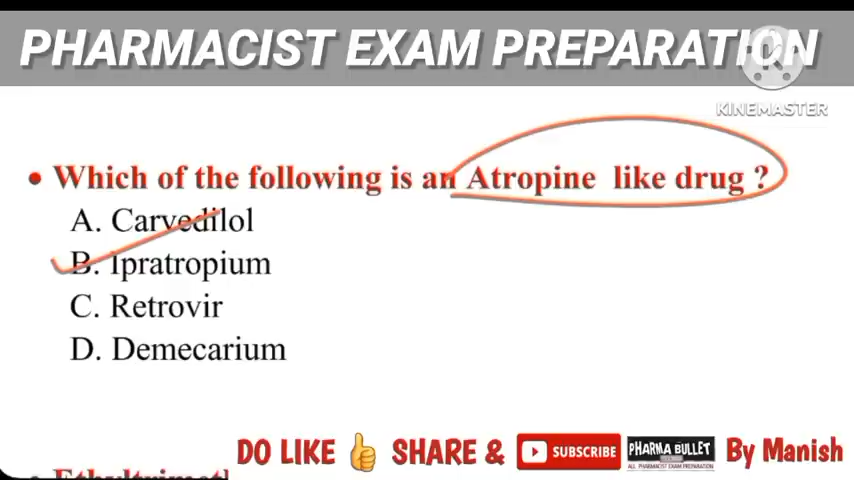 PHARMACIST EXAM PREPARATION
KINEMASTER
• Which of the following is an Atropine like drug ?
A. Carvedilol
B. Ipratropium
C. Retrovir
D. Demecarium
DO LIKE 👍 SHARE & SUBSCRIBE PHARMA BULLET By Manish
ALL PHARMACIST EXAM PREPARATION